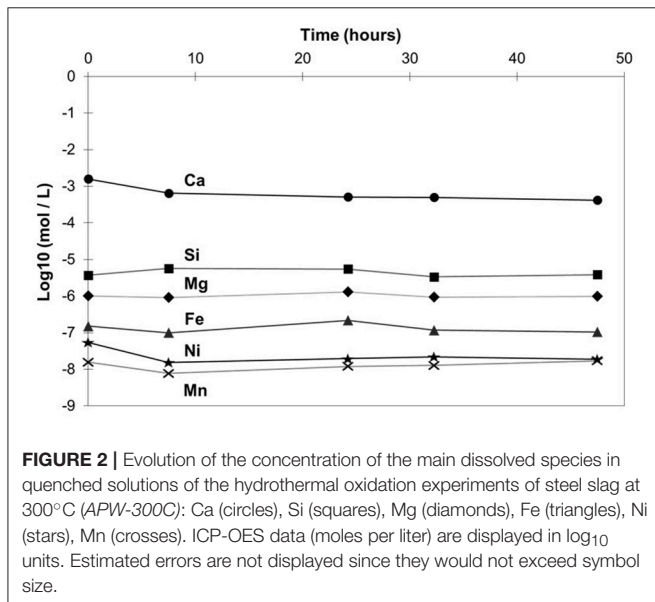 Time (hours)
0 10 20 30 40 50
0
-1
-2
-3
-4
-5
-6
-7
-8
-9
Log10 (mol / L)
Ca
Si
Mg
Fe
Ni
Mn
FIGURE 2 | Evolution of the concentration of the main dissolved species in
quenched solutions of the hydrothermal oxidation experiments of steel slag at
300°C (APW-300C): Ca (circles), Si (squares), Mg (diamonds), Fe (triangles), Ni
(stars), Mn (crosses). ICP-OES data (moles per liter) are displayed in log10
units. Estimated errors are not displayed since they would not exceed symbol
size.